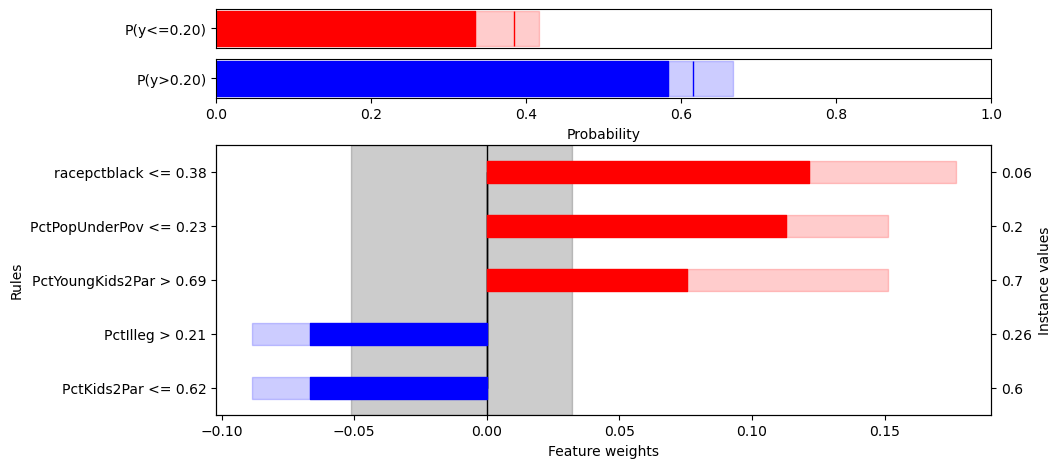 P(y<=0.20)
P(y>0.20)
0.0 0.2 0.4 0.6 0.8 1.0
Probability
racepctblack <= 0.38 0.06
PctPopUnderPov <= 0.23 0.2
PctYoungKids2Par > 0.69 0.7
PctIlleg > 0.21 0.26
PctKids2Par <= 0.62 0.6
Rules
Instance values
−0.10 −0.05 0.00 0.05 0.10 0.15
Feature weights